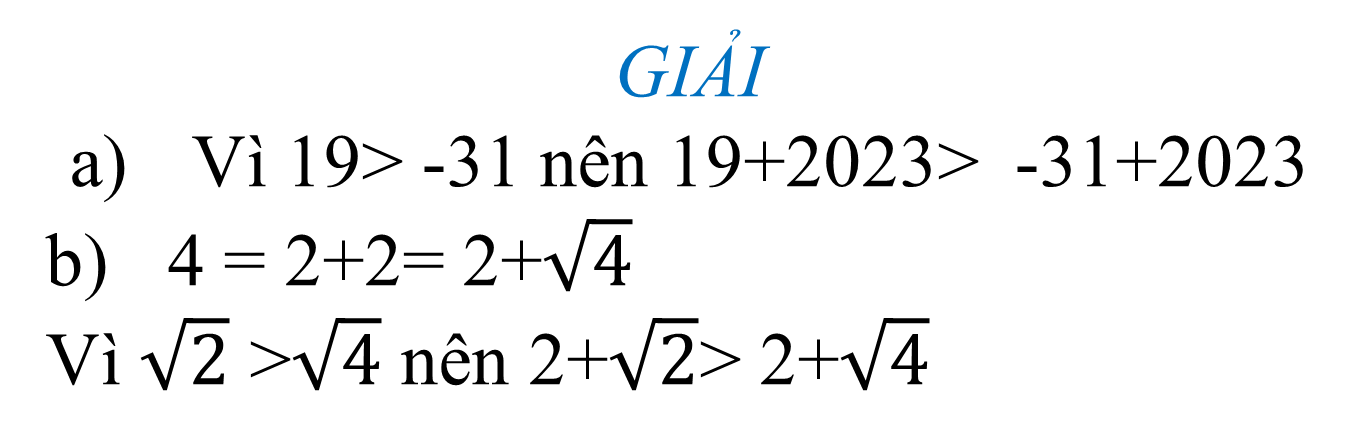 GIẢI
a) Vì 19> -31 nên 19+2023> -31+2023
b) 4 = 2+2= 2+√4
Vì √2 >√4 nên 2+√2> 2+√4